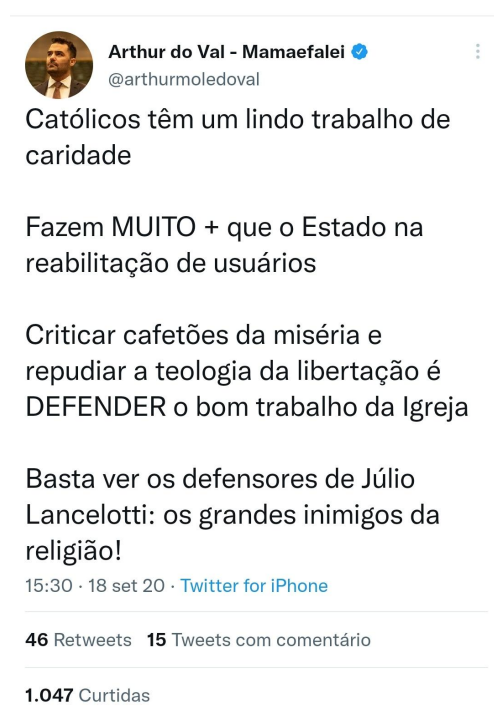 Arthur do Val - Mamaefalei
@arthurmoledoval
Católicos têm um lindo trabalho de
caridade
Fazem MUITO + que o Estado na
reabilitação de usuários
Criticar cafetões da miséria e
repudiar a teologia da libertação é
DEFENDER o bom trabalho da Igreja
Basta ver os defensores de Júlio
Lancelotti: os grandes inimigos da
religião!
15:30 · 18 set 20 · Twitter for iPhone
46 Retweets 15 Tweets com comentário
1.047 Curtidas